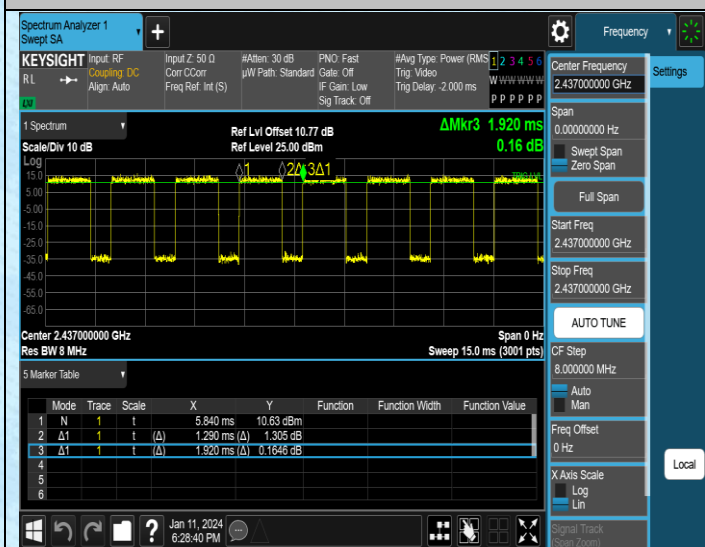 Spectrum Analyzer 1
Swept SA
Frequency
KEYSIGHT
RL
LW
Input: RF
Coupling: DC
Align: Auto
Input Z: 50 Ω
Corr CCorr
Freq Ref: Int (S)
#Atten: 30 dB
µW Path: Standard
PNO: Fast
Gate: Off
IF Gain: Low
Sig Track: Off
#Avg Type: Power (RMS
Trig: Video
Trig Delay: -2.000 ms
1 2 3 4 5 6
W W W W W W
P P P P P P
1 Spectrum
Scale/Div 10 dB
Ref Lvl Offset 10.77 dB
Ref Level 25.00 dBm
ΔMkr3 1.920 ms
0.16 dB
Log
1
2Δ
3Δ1
TRIG LVL
15.0
5.00
-5.00
-15.0
-25.0
-35.0
-45.0
-55.0
-65.0
Center 2.437000000 GHz
Res BW 8 MHz
Span 0 Hz
Sweep 15.0 ms (3001 pts)
5 Marker Table
Mode Trace Scale X Y Function Function Width Function Value
1 N 1 t 5.840 ms 10.63 dBm
2 Δ1 1 t (Δ) 1.290 ms (Δ) 1.305 dB
3 Δ1 1 t (Δ) 1.920 ms (Δ) 0.1646 dB
4
5
6
Jan 11, 2024
6:28:40 PM
?
Center Frequency
2.437000000 GHz
Settings
Span
0.00000000 Hz
Swept Span
Zero Span
Full Span
Start Freq
2.437000000 GHz
Stop Freq
2.437000000 GHz
AUTO TUNE
CF Step
8.000000 MHz
Auto
Man
Freq Offset
0 Hz
X Axis Scale
Log
Lin
Local
Signal Track
(Span Zoom)